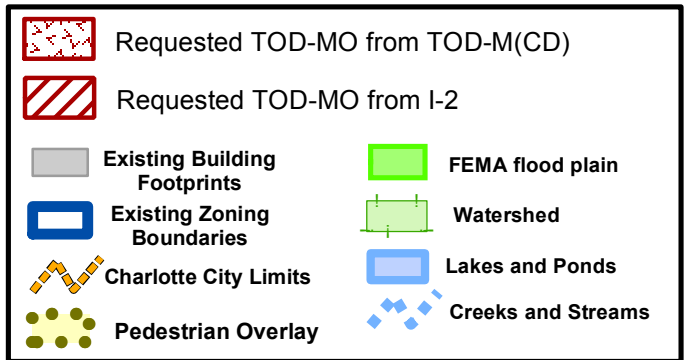 Requested TOD-MO from TOD-M(CD)
Requested TOD-MO from I-2
Existing Building
Footprints
Existing Zoning
Boundaries
Charlotte City Limits
Pedestrian Overlay
FEMA flood plain
Watershed
Lakes and Ponds
Creeks and Streams